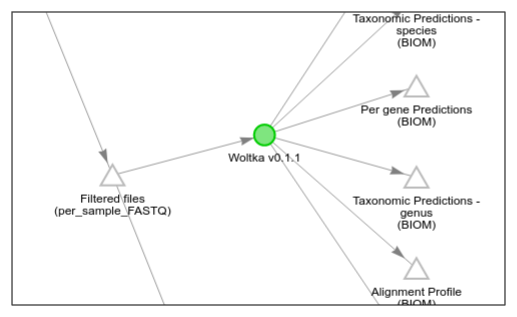 Taxonomic Predictions -
species
(BIOM)
Per gene Predictions
(BIOM)
Woltka v0.1.1
Filtered files
(per_sample_FASTQ)
Taxonomic Predictions -
genus
(BIOM)
Alignment Profile
(BIOM)